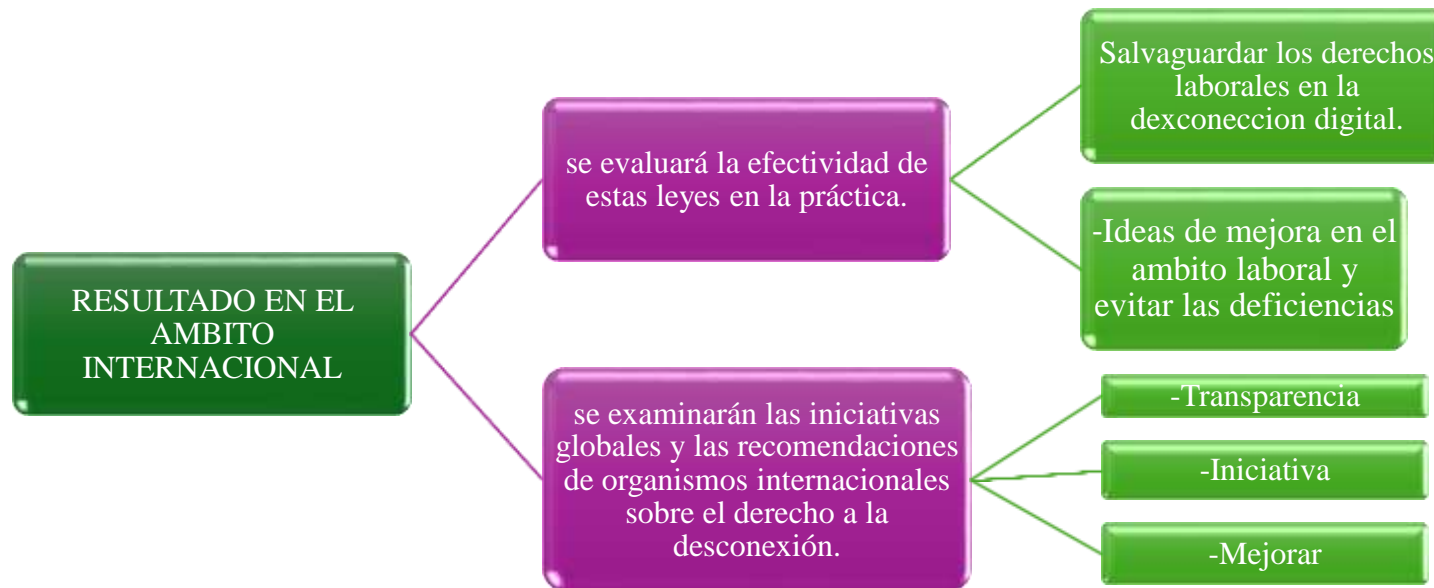 RESULTADO EN EL
AMBITO
INTERNACIONAL
se evaluará la efectividad de
estas leyes en la práctica.
Salvaguardar los derechos
laborales en la
dexconeccion digital.
-Ideas de mejora en el
ambito laboral y
evitar las deficiencias
se examinarán las iniciativas
globales y las recomendaciones
de organismos internacionales
sobre el derecho a la
desconexión.
-Transparencia
-Iniciativa
-Mejorar